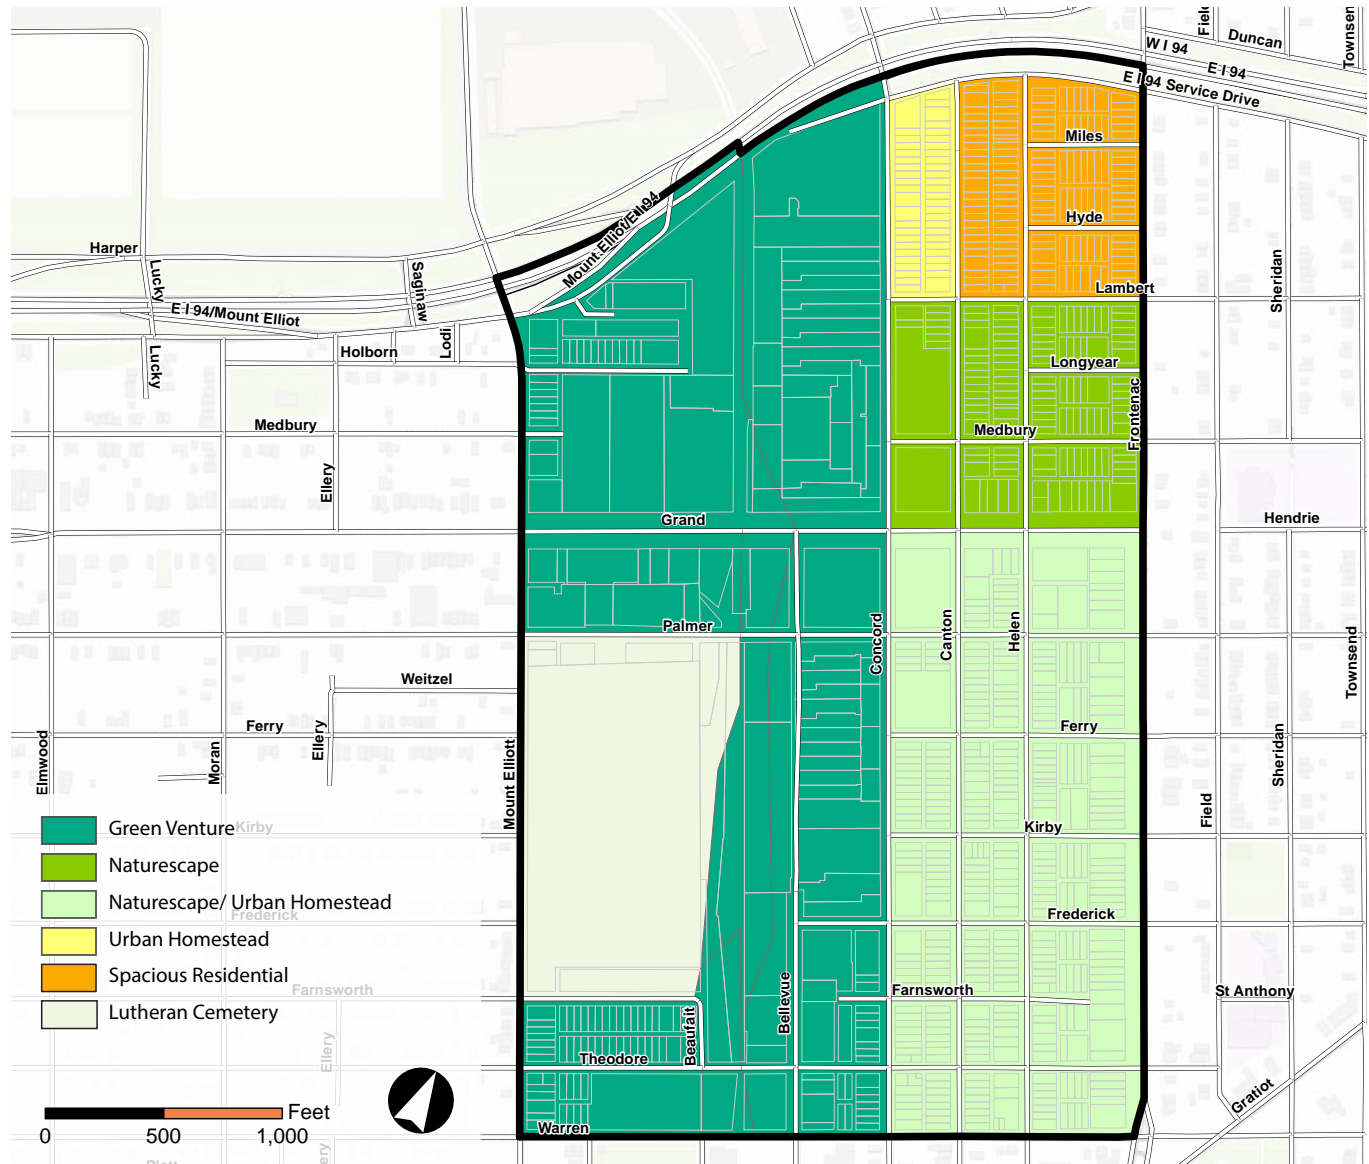 Field
Duncan
Townsen
W I 94
E I 94
E I 94 Service Drive
Miles
Hyde
Lambert
Mount Elliot/E I 94
Harper
Lucky
Saginaw
E I 94/Mount Elliot
Sheridan
Lucky
Holborn
Lodi
Longyear
Medbury
Medbury
Frontenac
Ellery
Grand
Hendrie
Palmer
Concord
Canton
Helen
Townsend
Weitzel
Ferry
Ellery
Moran
Elmwood
Mount Elliott
Ferry
Sheridan
Field
Green Venture
Kirby
Kirby
Naturescape
Naturescape/ Urban Homestead
Frederick
Frederick
Urban Homestead
Spacious Residential
Farnsworth
Farnsworth
St Anthony
Lutheran Cemetery
Bellevue
Beaufait
Ellery
Theodore
Gratiot
Feet
0
500
1,000
Warren